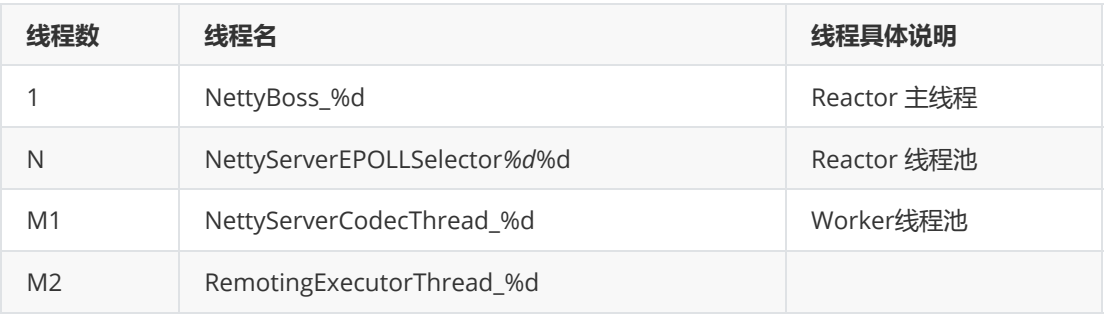 线程数 线程名 线程具体说明
1 NettyBoss_%d Reactor 主线程
N NettyServerEPOLLSelector%d%d Reactor 线程池
M1 NettyServerCodecThread_%d Worker线程池
M2 RemotingExecutorThread_%d